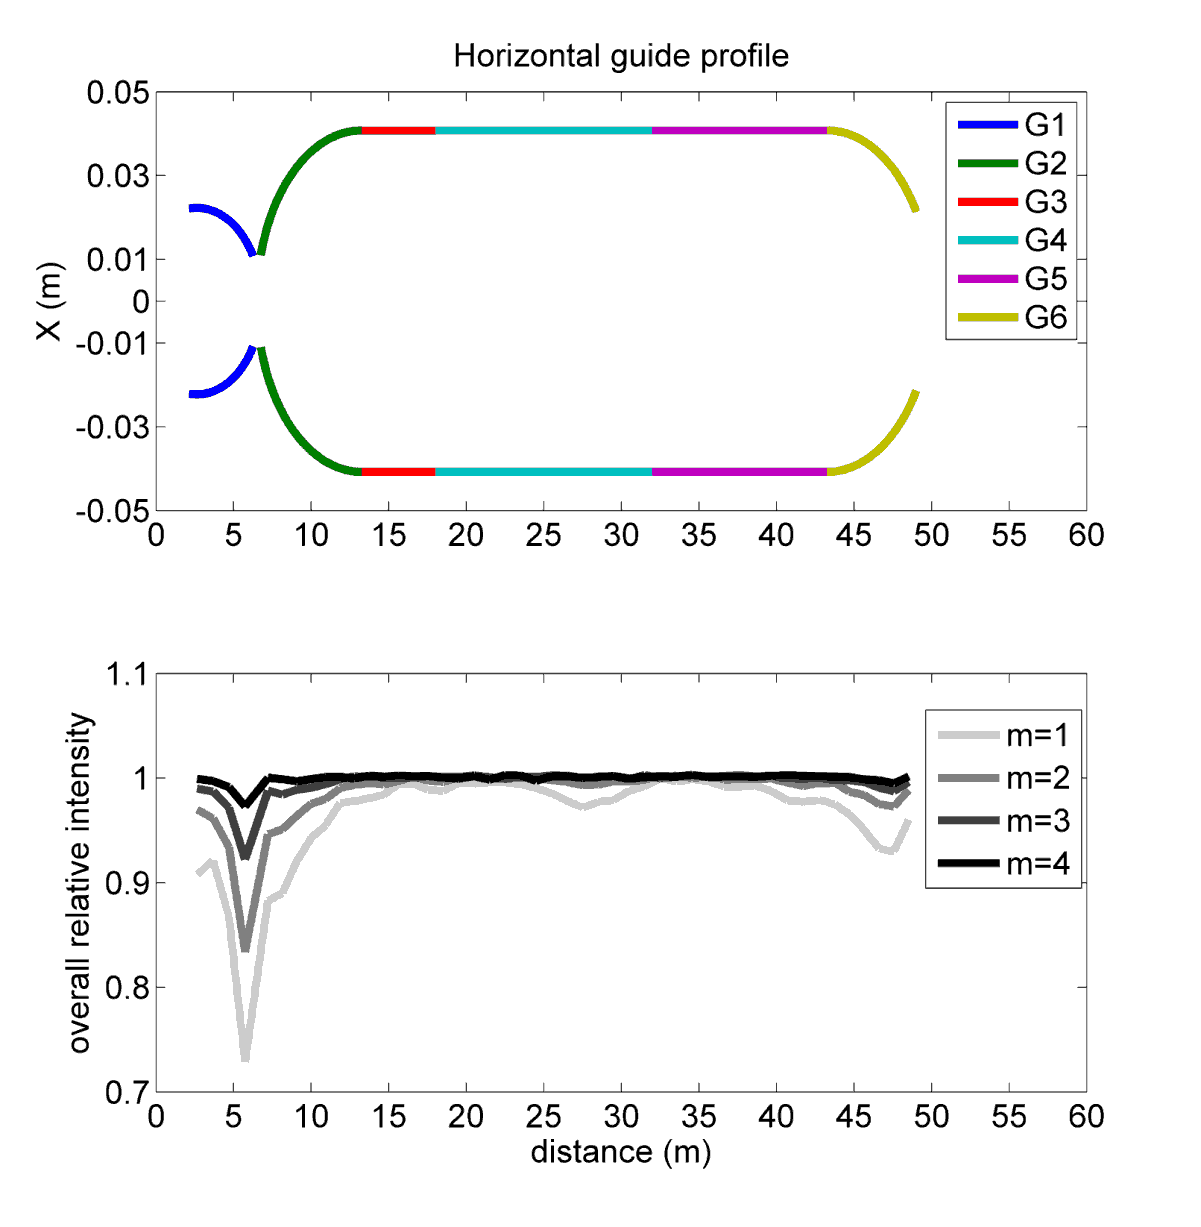 Horizontal guide profile
0.05
0.03
0.01
0
-0.01
-0.03
-0.05
X (m)
G1
G2
G3
G4
G5
G6
0 5 10 15 20 25 30 35 40 45 50 55 60
1.1
1
0.9
0.8
0.7
overall relative intensity
m=1
m=2
m=3
m=4
0 5 10 15 20 25 30 35 40 45 50 55 60
distance (m)